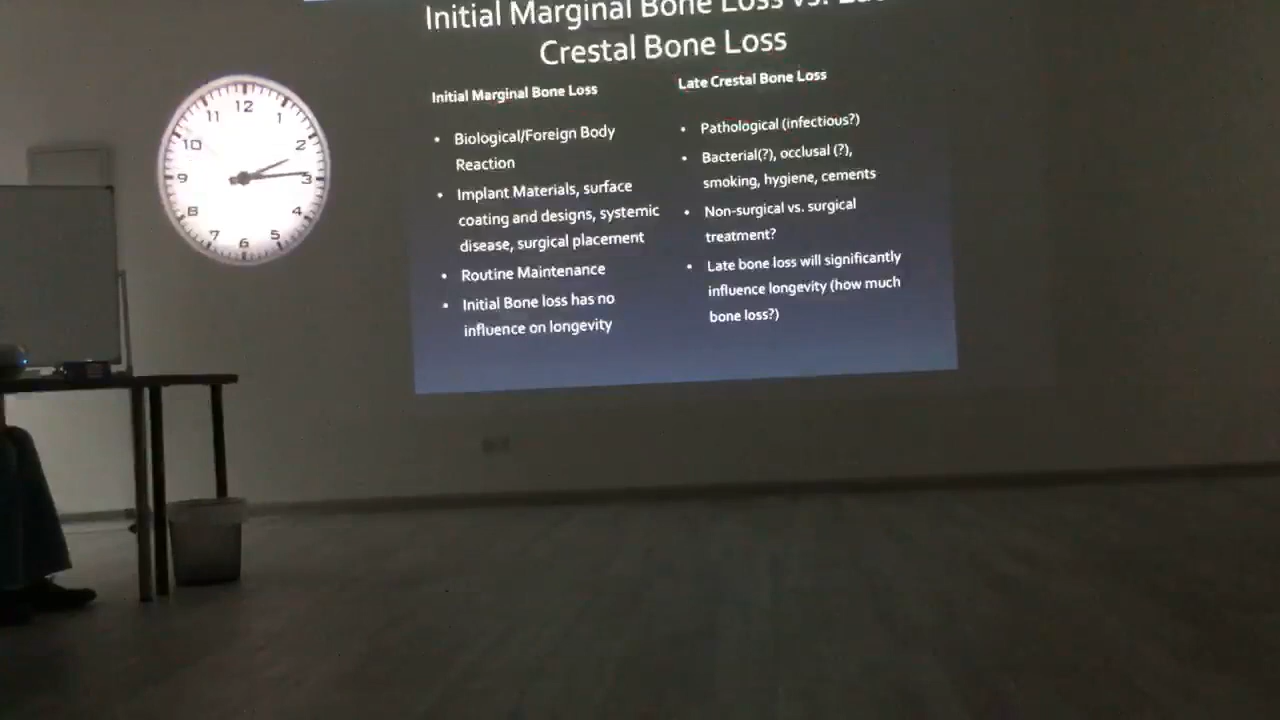 Initial Marginal Bone Loss vs.
Crestal Bone Loss
Initial Marginal Bone Loss
• Biological/Foreign Body
Reaction
• Implant Materials, surface
coating and designs, systemic
disease, surgical placement
• Routine Maintenance
• Initial Bone loss has no
influence on longevity
Late Crestal Bone Loss
• Pathological (infectious?)
• Bacterial(?), occlusal (?),
smoking, hygiene, cements
• Non-surgical vs. surgical
treatment?
• Late bone loss will significantly
influence longevity (how much
bone loss?)
12
1
2
3
4
5
6
7
8
9
10
11